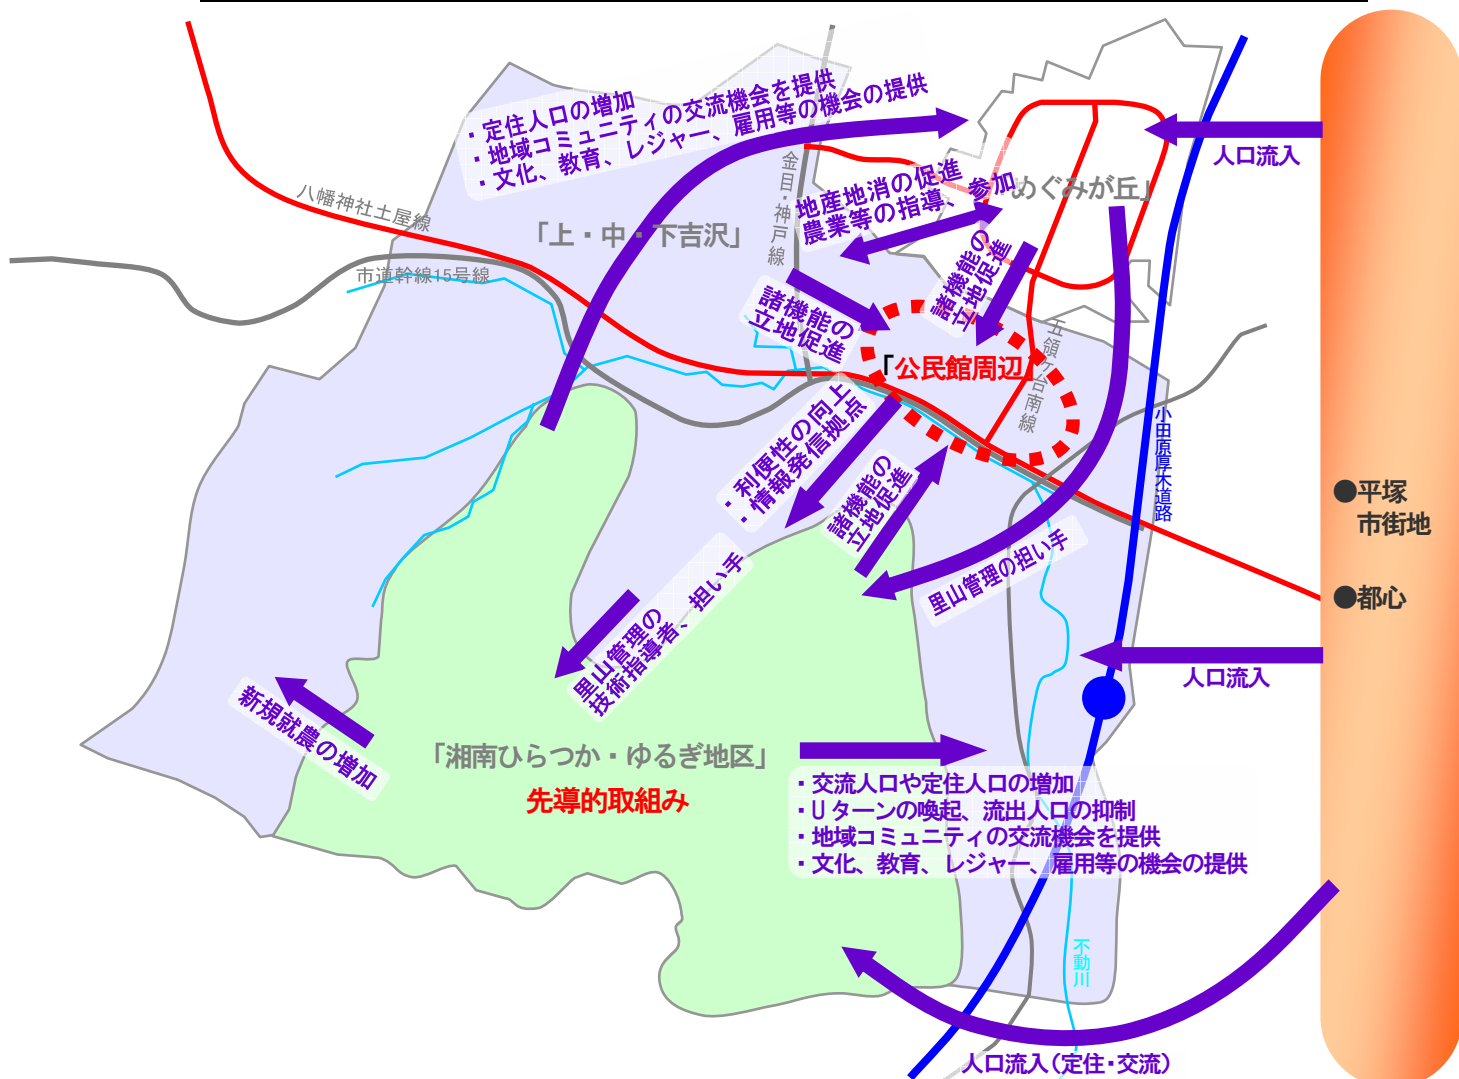 ・定住人口の増加
・地域コミュニティの交流機会を提供
・文化、教育、レジャー、雇用等の機会の提供
人口流入
金目・神戸線
八幡神社土屋線
市道幹線15号線
「上・中・下吉沢」
地産地消の促進
農業等の指導、参加
めぐみが丘」
諸機能の
立地促進
諸機能の
立地促進
五領ヶ台南線
「公民館周辺」
・利便性の向上
・情報発信拠点
諸機能の
立地促進
小田原厚木道路
●平塚
市街地
●都心
里山管理の担い手
里山管理の
技術指導者、担い手
人口流入
新規就農の増加
「湘南ひらつか・ゆるぎ地区」
先導的取組み
・交流人口や定住人口の増加
・Uターンの喚起、流出人口の抑制
・地域コミュニティの交流機会を提供
・文化、教育、レジャー、雇用等の機会の提供
不動川
人口流入（定住・交流）